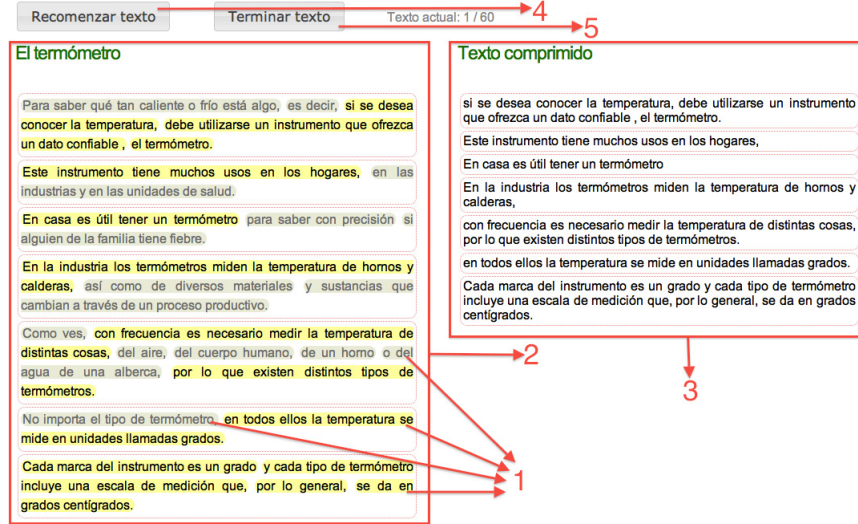 Recomenzar texto
Terminar texto
Texto actual: 1 / 60
4
5
El termómetro
Para saber qué tan caliente o frío está algo, es decir, si se desea
conocer la temperatura, debe utilizarse un instrumento que ofrezca
un dato confiable , el termómetro.
Este instrumento tiene muchos usos en los hogares, en las
industrias y en las unidades de salud.
En casa es útil tener un termómetro para saber con precisión si
alguien de la familia tiene fiebre.
En la industria los termómetros miden la temperatura de hornos y
calderas, así como de diversos materiales y sustancias que
cambian a través de un proceso productivo.
Como ves, con frecuencia es necesario medir la temperatura de
distintas cosas, del aire, del cuerpo humano, de un horno o del
agua de una alberca, por lo que existen distintos tipos de
termómetros.
No importa el tipo de termómetro, en todos ellos la temperatura se
mide en unidades llamadas grados.
Cada marca del instrumento es un grado y cada tipo de termómetro
incluye una escala de medición que, por lo general, se da en
grados centígrados.
2
1
Texto comprimido
si se desea conocer la temperatura, debe utilizarse un instrumento
que ofrezca un dato confiable , el termómetro.
Este instrumento tiene muchos usos en los hogares,
En casa es útil tener un termómetro
En la industria los termómetros miden la temperatura de hornos y
calderas,
con frecuencia es necesario medir la temperatura de distintas cosas,
por lo que existen distintos tipos de termómetros.
en todos ellos la temperatura se mide en unidades llamadas grados.
Cada marca del instrumento es un grado y cada tipo de termómetro
incluye una escala de medición que, por lo general, se da en grados
centígrados.
3